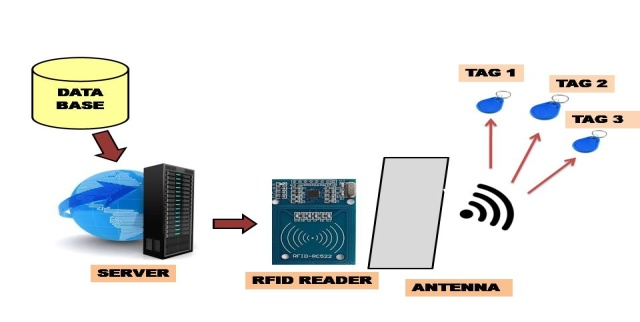 DATA
BASE
TAG 1
TAG 2
TAG 3
RFID-RC522
SERVER
RFID READER
ANTENNA